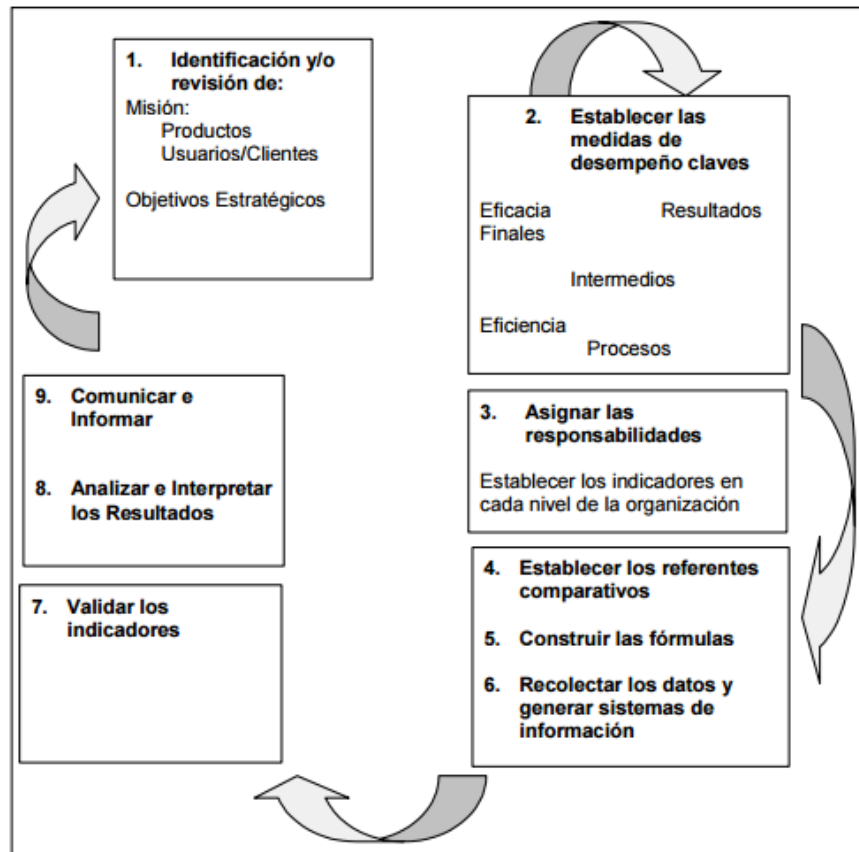 1. Identificación y/o
revisión de:
Misión:
Productos
Usuarios/Clientes
Objetivos Estratégicos
2. Establecer las
medidas de
desempeño claves
Eficacia Resultados
Finales
Intermedios
Eficiencia
Procesos
3. Asignar las
responsabilidades
Establecer los indicadores en
cada nivel de la organización
4. Establecer los referentes
comparativos
5. Construir las fórmulas
6. Recolectar los datos y
generar sistemas de
información
7. Validar los
indicadores
9. Comunicar e
Informar
8. Analizar e Interpretar
los Resultados